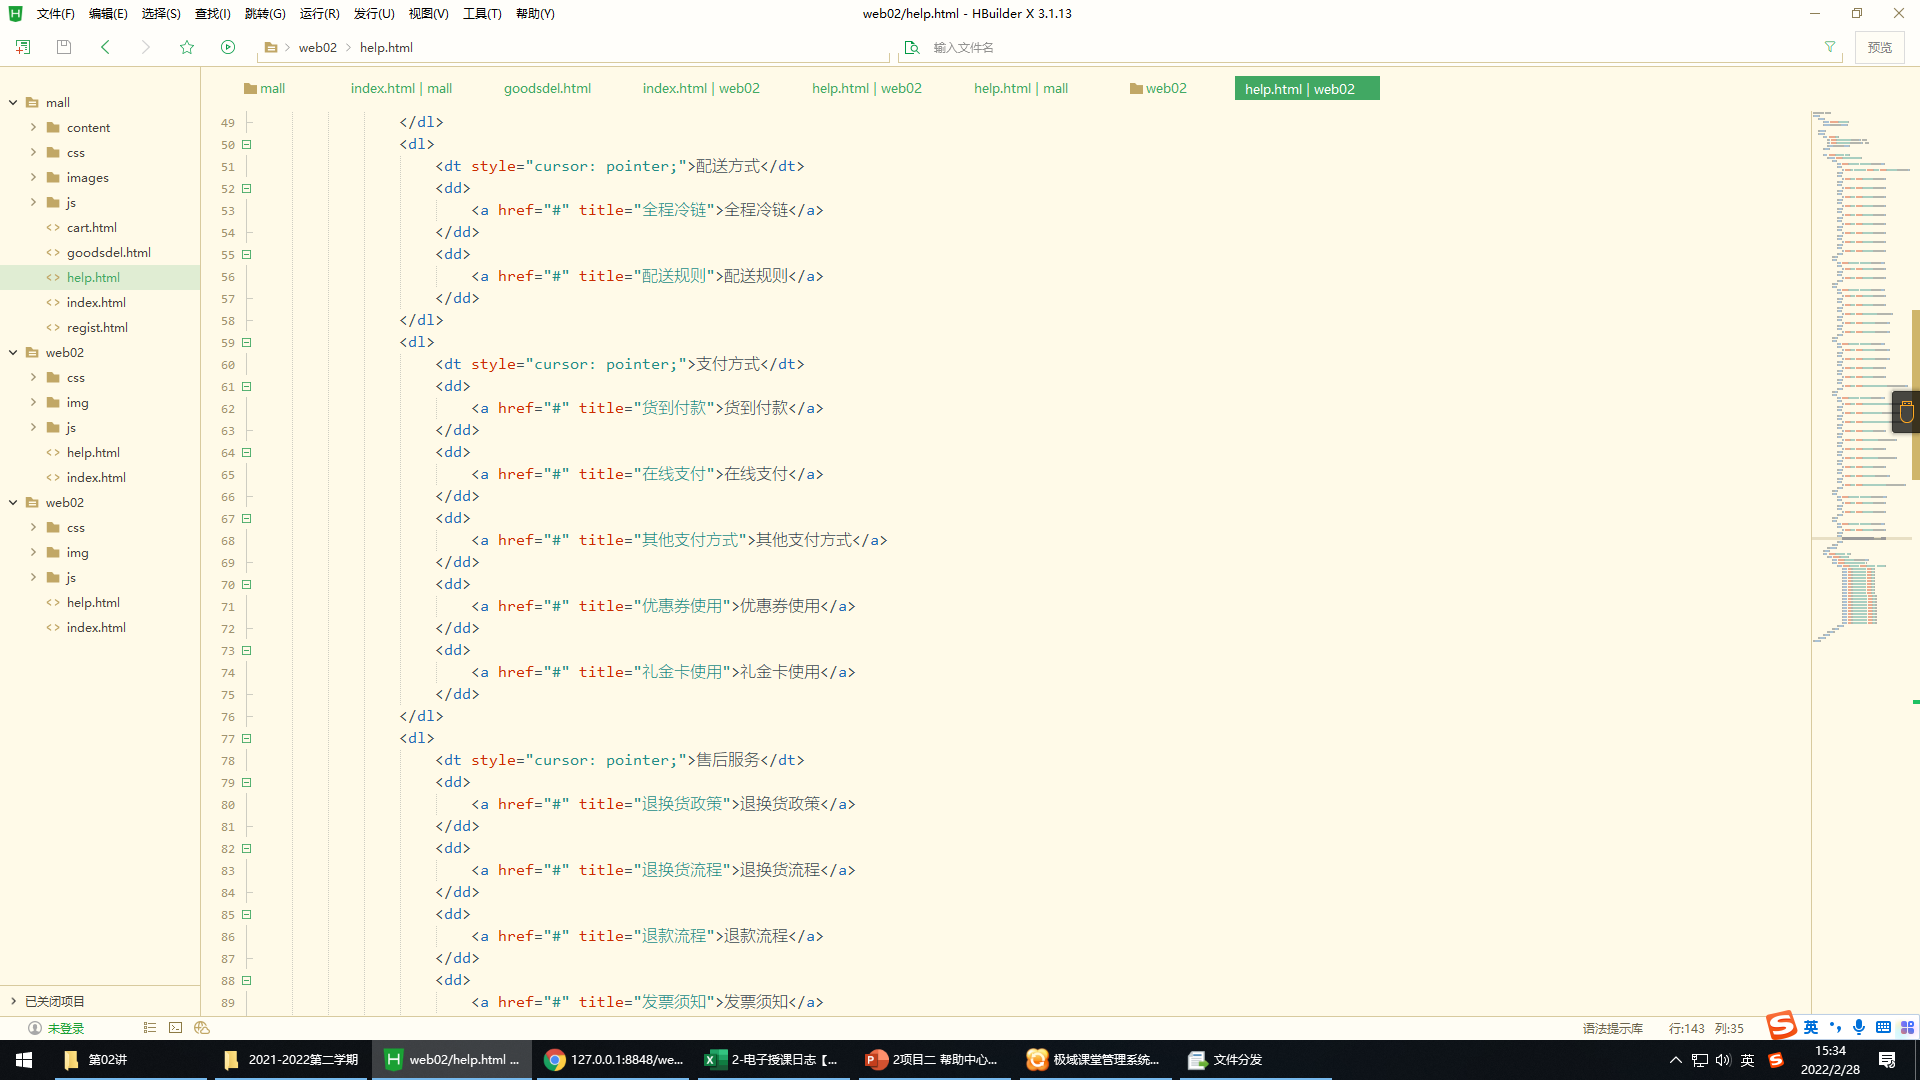 文件(F) 编辑(E) 选择(S) 查找(I) 跳转(G) 运行(R) 发行(U) 视图(V) 工具(T) 帮助(Y) web02/help.html - HBuilder X 3.1.13
web02 help.html 输入文件名 预览
mall index.html | mall goodsdel.html index.html | web02 help.html | web02 help.html | mall web02 help.html | web02
mall
content
css
images
js
cart.html
goodsdel.html
help.html
index.html
regist.html
web02
css
img
js
help.html
index.html
web02
css
img
js
help.html
index.html
已关闭项目
49 </dl>
50 <dl>
51 <dt style="cursor: pointer;">配送方式</dt>
52 <dd>
53 <a href="#" title="全程冷链">全程冷链</a>
54 </dd>
55 <dd>
56 <a href="#" title="配送规则">配送规则</a>
57 </dd>
58 </dl>
59 <dl>
60 <dt style="cursor: pointer;">支付方式</dt>
61 <dd>
62 <a href="#" title="货到付款">货到付款</a>
63 </dd>
64 <dd>
65 <a href="#" title="在线支付">在线支付</a>
66 </dd>
67 <dd>
68 <a href="#" title="其他支付方式">其他支付方式</a>
69 </dd>
70 <dd>
71 <a href="#" title="优惠券使用">优惠券使用</a>
72 </dd>
73 <dd>
74 <a href="#" title="礼金卡使用">礼金卡使用</a>
75 </dd>
76 </dl>
77 <dl>
78 <dt style="cursor: pointer;">售后服务</dt>
79 <dd>
80 <a href="#" title="退换货政策">退换货政策</a>
81 </dd>
82 <dd>
83 <a href="#" title="退换货流程">退换货流程</a>
84 </dd>
85 <dd>
86 <a href="#" title="退款流程">退款流程</a>
87 </dd>
88 <dd>
89 <a href="#" title="发票须知">发票须知</a>
未登录 语法提示库 行:143 列:35 英
第02讲 2021-2022第二学期 web02/help.html ... 127.0.0.1:8848/we... 2-电子授课日志【... 2项目二 帮助中心... 极域课堂管理系统... 文件分发 英 15:34
2022/2/28